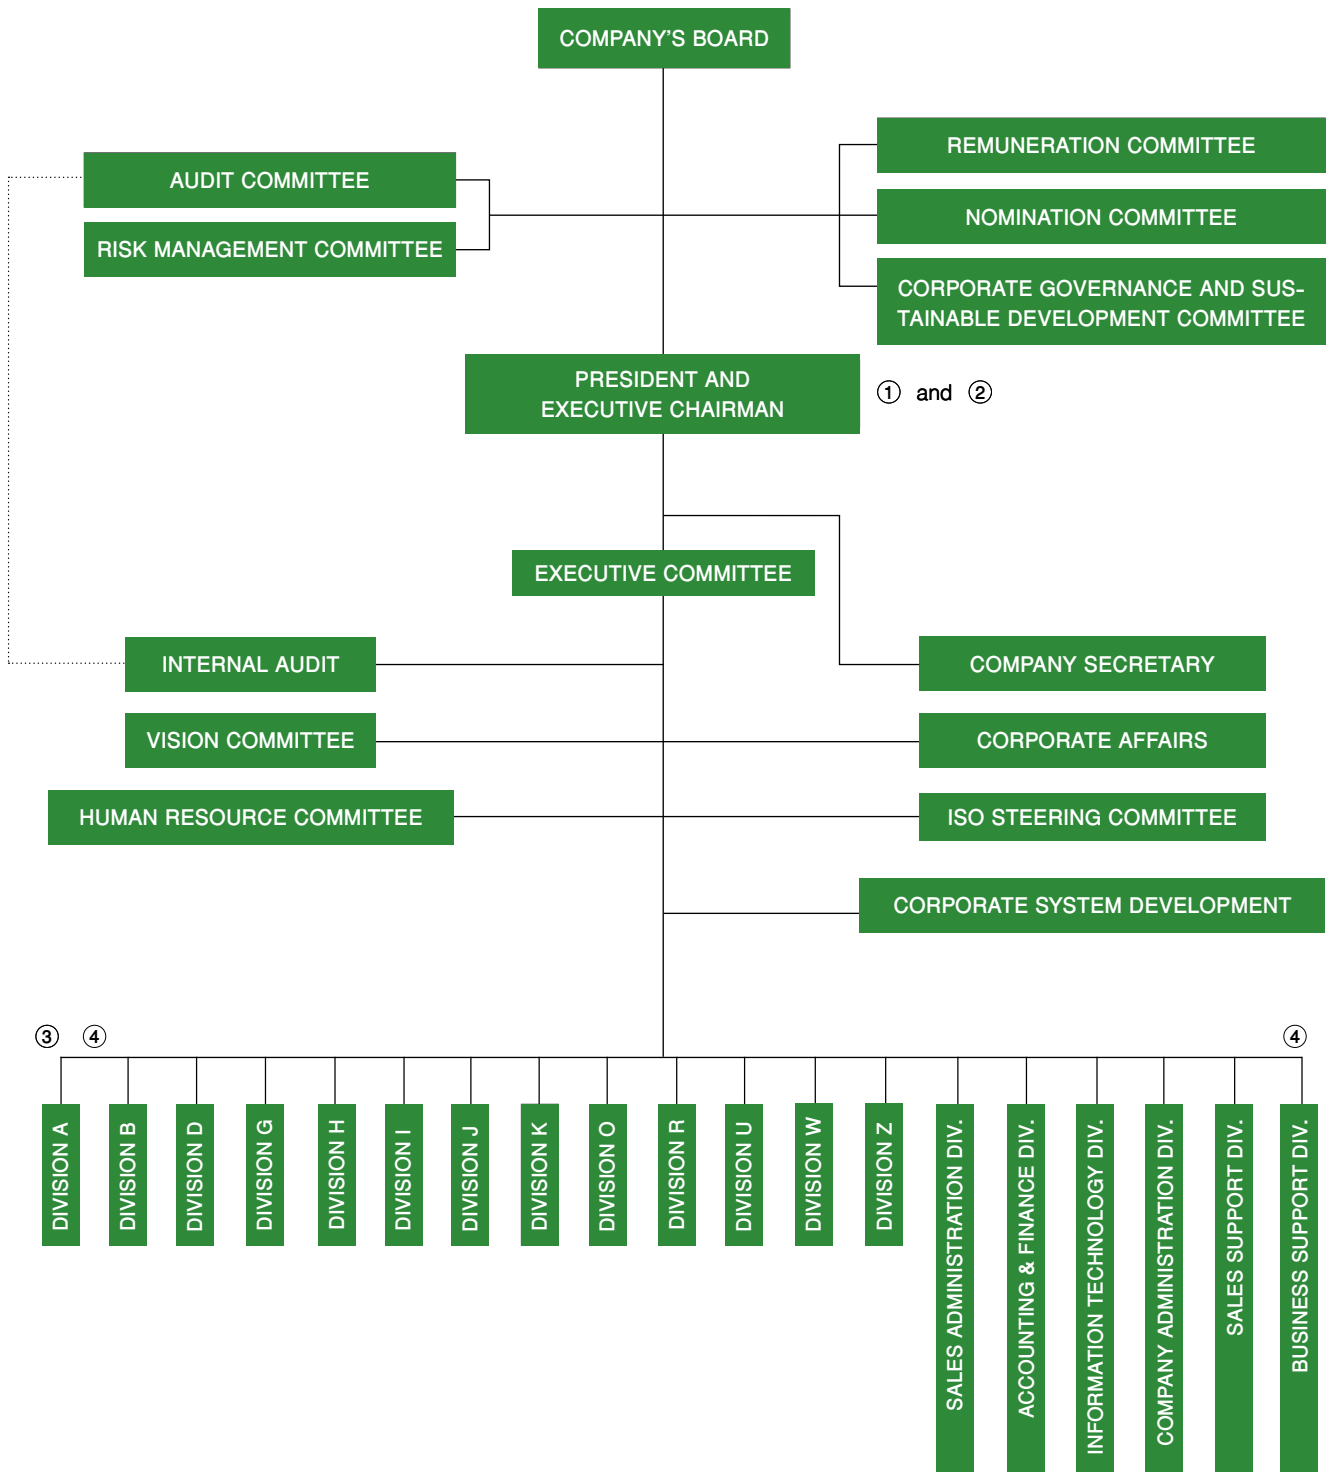 COMPANY'S BOARD
REMUNERATION COMMITTEE
AUDIT COMMITTEE
NOMINATION COMMITTEE
RISK MANAGEMENT COMMITTEE
CORPORATE GOVERNANCE AND SUS-
TAINABLE DEVELOPMENT COMMITTEE
PRESIDENT AND
EXECUTIVE CHAIRMAN
① and ②
EXECUTIVE COMMITTEE
INTERNAL AUDIT
COMPANY SECRETARY
VISION COMMITTEE
CORPORATE AFFAIRS
HUMAN RESOURCE COMMITTEE
ISO STEERING COMMITTEE
CORPORATE SYSTEM DEVELOPMENT
③ ④
④
DIVISION A
DIVISION B
DIVISION D
DIVISION G
DIVISION H
DIVISION I
DIVISION J
DIVISION K
DIVISION O
DIVISION R
DIVISION U
DIVISION W
DIVISION Z
SALES ADMINISTRATION DIV.
ACCOUNTING & FINANCE DIV.
INFORMATION TECHNOLOGY DIV.
COMPANY ADMINISTRATION DIV.
SALES SUPPORT DIV.
BUSINESS SUPPORT DIV.